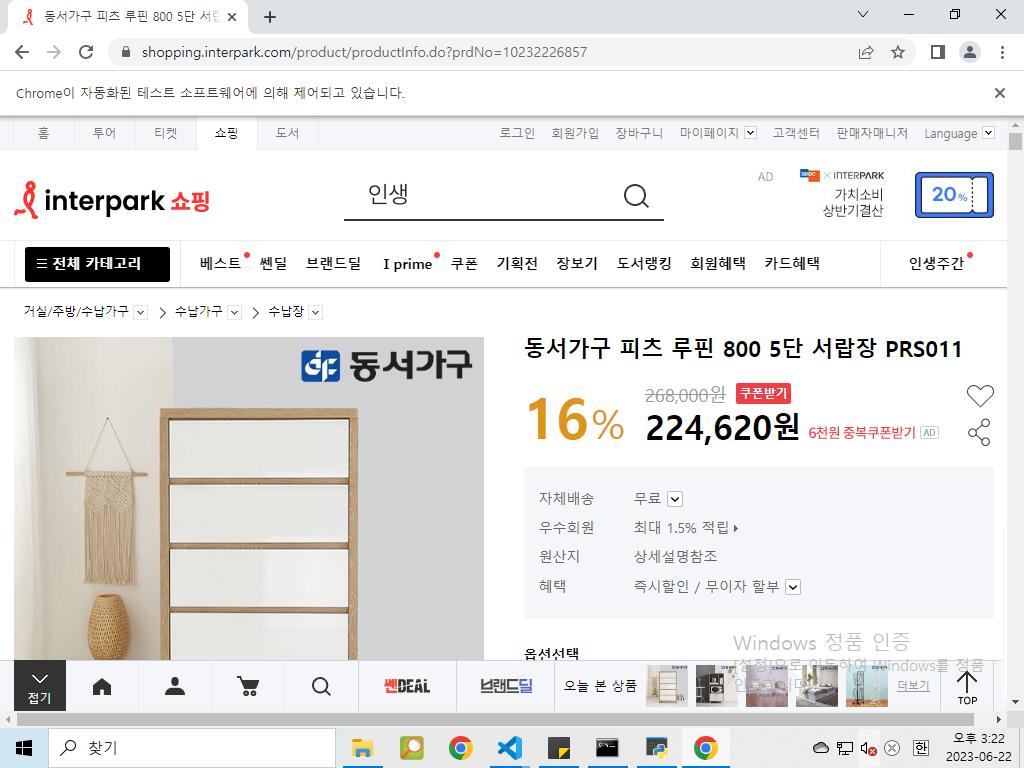 동서가구 피츠 루핀 800 5단 서랍
shopping.interpark.com/product/productInfo.do?prdNo=10232226857
Chrome이 자동화된 테스트 소프트웨어에 의해 제어되고 있습니다.
홈 투어 티켓 쇼핑 도서 로그인 회원가입 장바구니 마이페이지 고객센터 판매자매니저 Language
interpark 쇼핑
인생
AD
× INTERPARK
가치소비
상반기결산
20%
전체 카테고리 베스트 쎈딜 브랜드딜 I prime 쿠폰 기획전 장보기 도서랭킹 회원혜택 카드혜택 인생주간
거실/주방/수납가구 수납가구 수납장
동서가구
동서가구 피츠 루핀 800 5단 서랍장 PRS011
16%
268,000원 쿠폰받기
224,620원 6천원 중복쿠폰받기 AD
자체배송 무료
우수회원 최대 1.5% 적립
원산지 상세설명참조
혜택 즉시할인 / 무이자 할부
옵션선택
Windows 정품 인증
[설정]으로 이동하여 Windows를 정품
접기
쎈DEAL 브랜드딜 오늘 본 상품 더보기 TOP
찾기
한
오후 3:22
2023-06-22